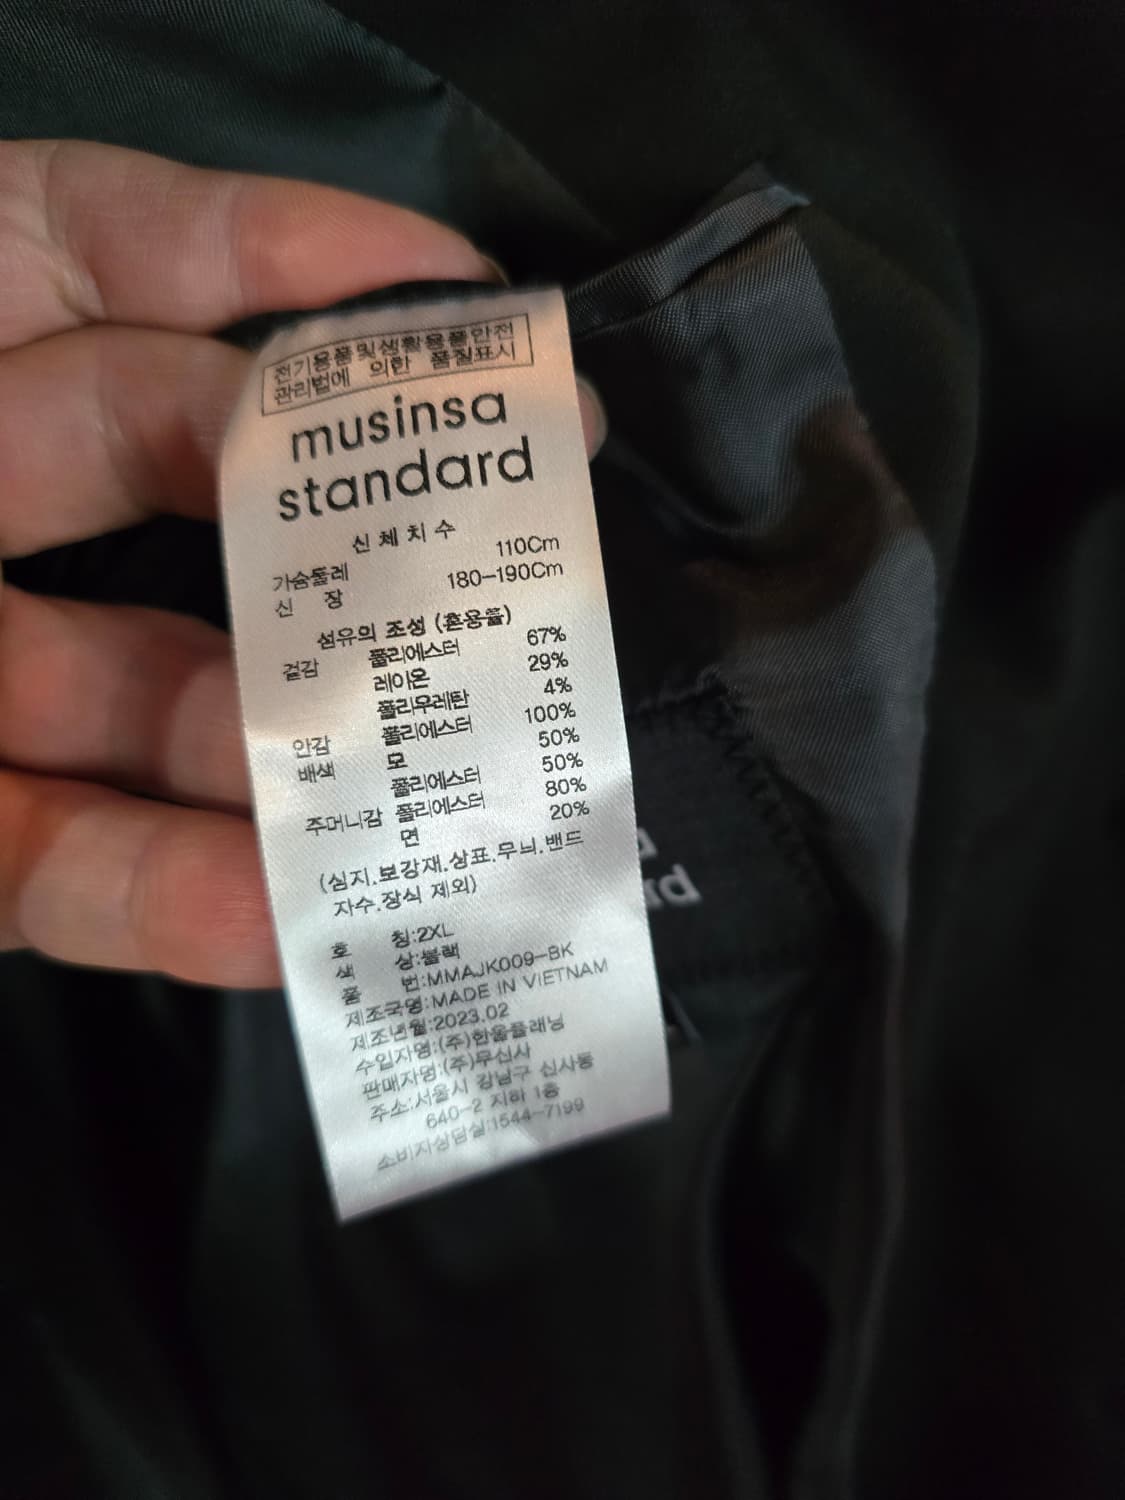 전기용품및생활용품안전
관리법에 의한 품질표시
musinsa
standard
신체치수
가슴둘레 110Cm
신 장 180-190Cm
섬유의 조성 (혼용율)
겉감 폴리에스터 67%
레이온 29%
폴리우레탄 4%
안감 폴리에스터 100%
배색 모 50%
폴리에스터 50%
주머니감 폴리에스터 80%
면 20%
(심지.보강재.상표.무늬.밴드
자수.장식 제외)
호 칭:2XL
색 상:블랙
품 번:MMAJK009-BK
제조국명:MADE IN VIETNAM
제조년월:2023.02
수입자명:(주)한울플래닝
판매자명:(주)무신사
주소:서울시 강남구 신사동
640-2 지하 1층
소비자상담실:1544-7199
rd